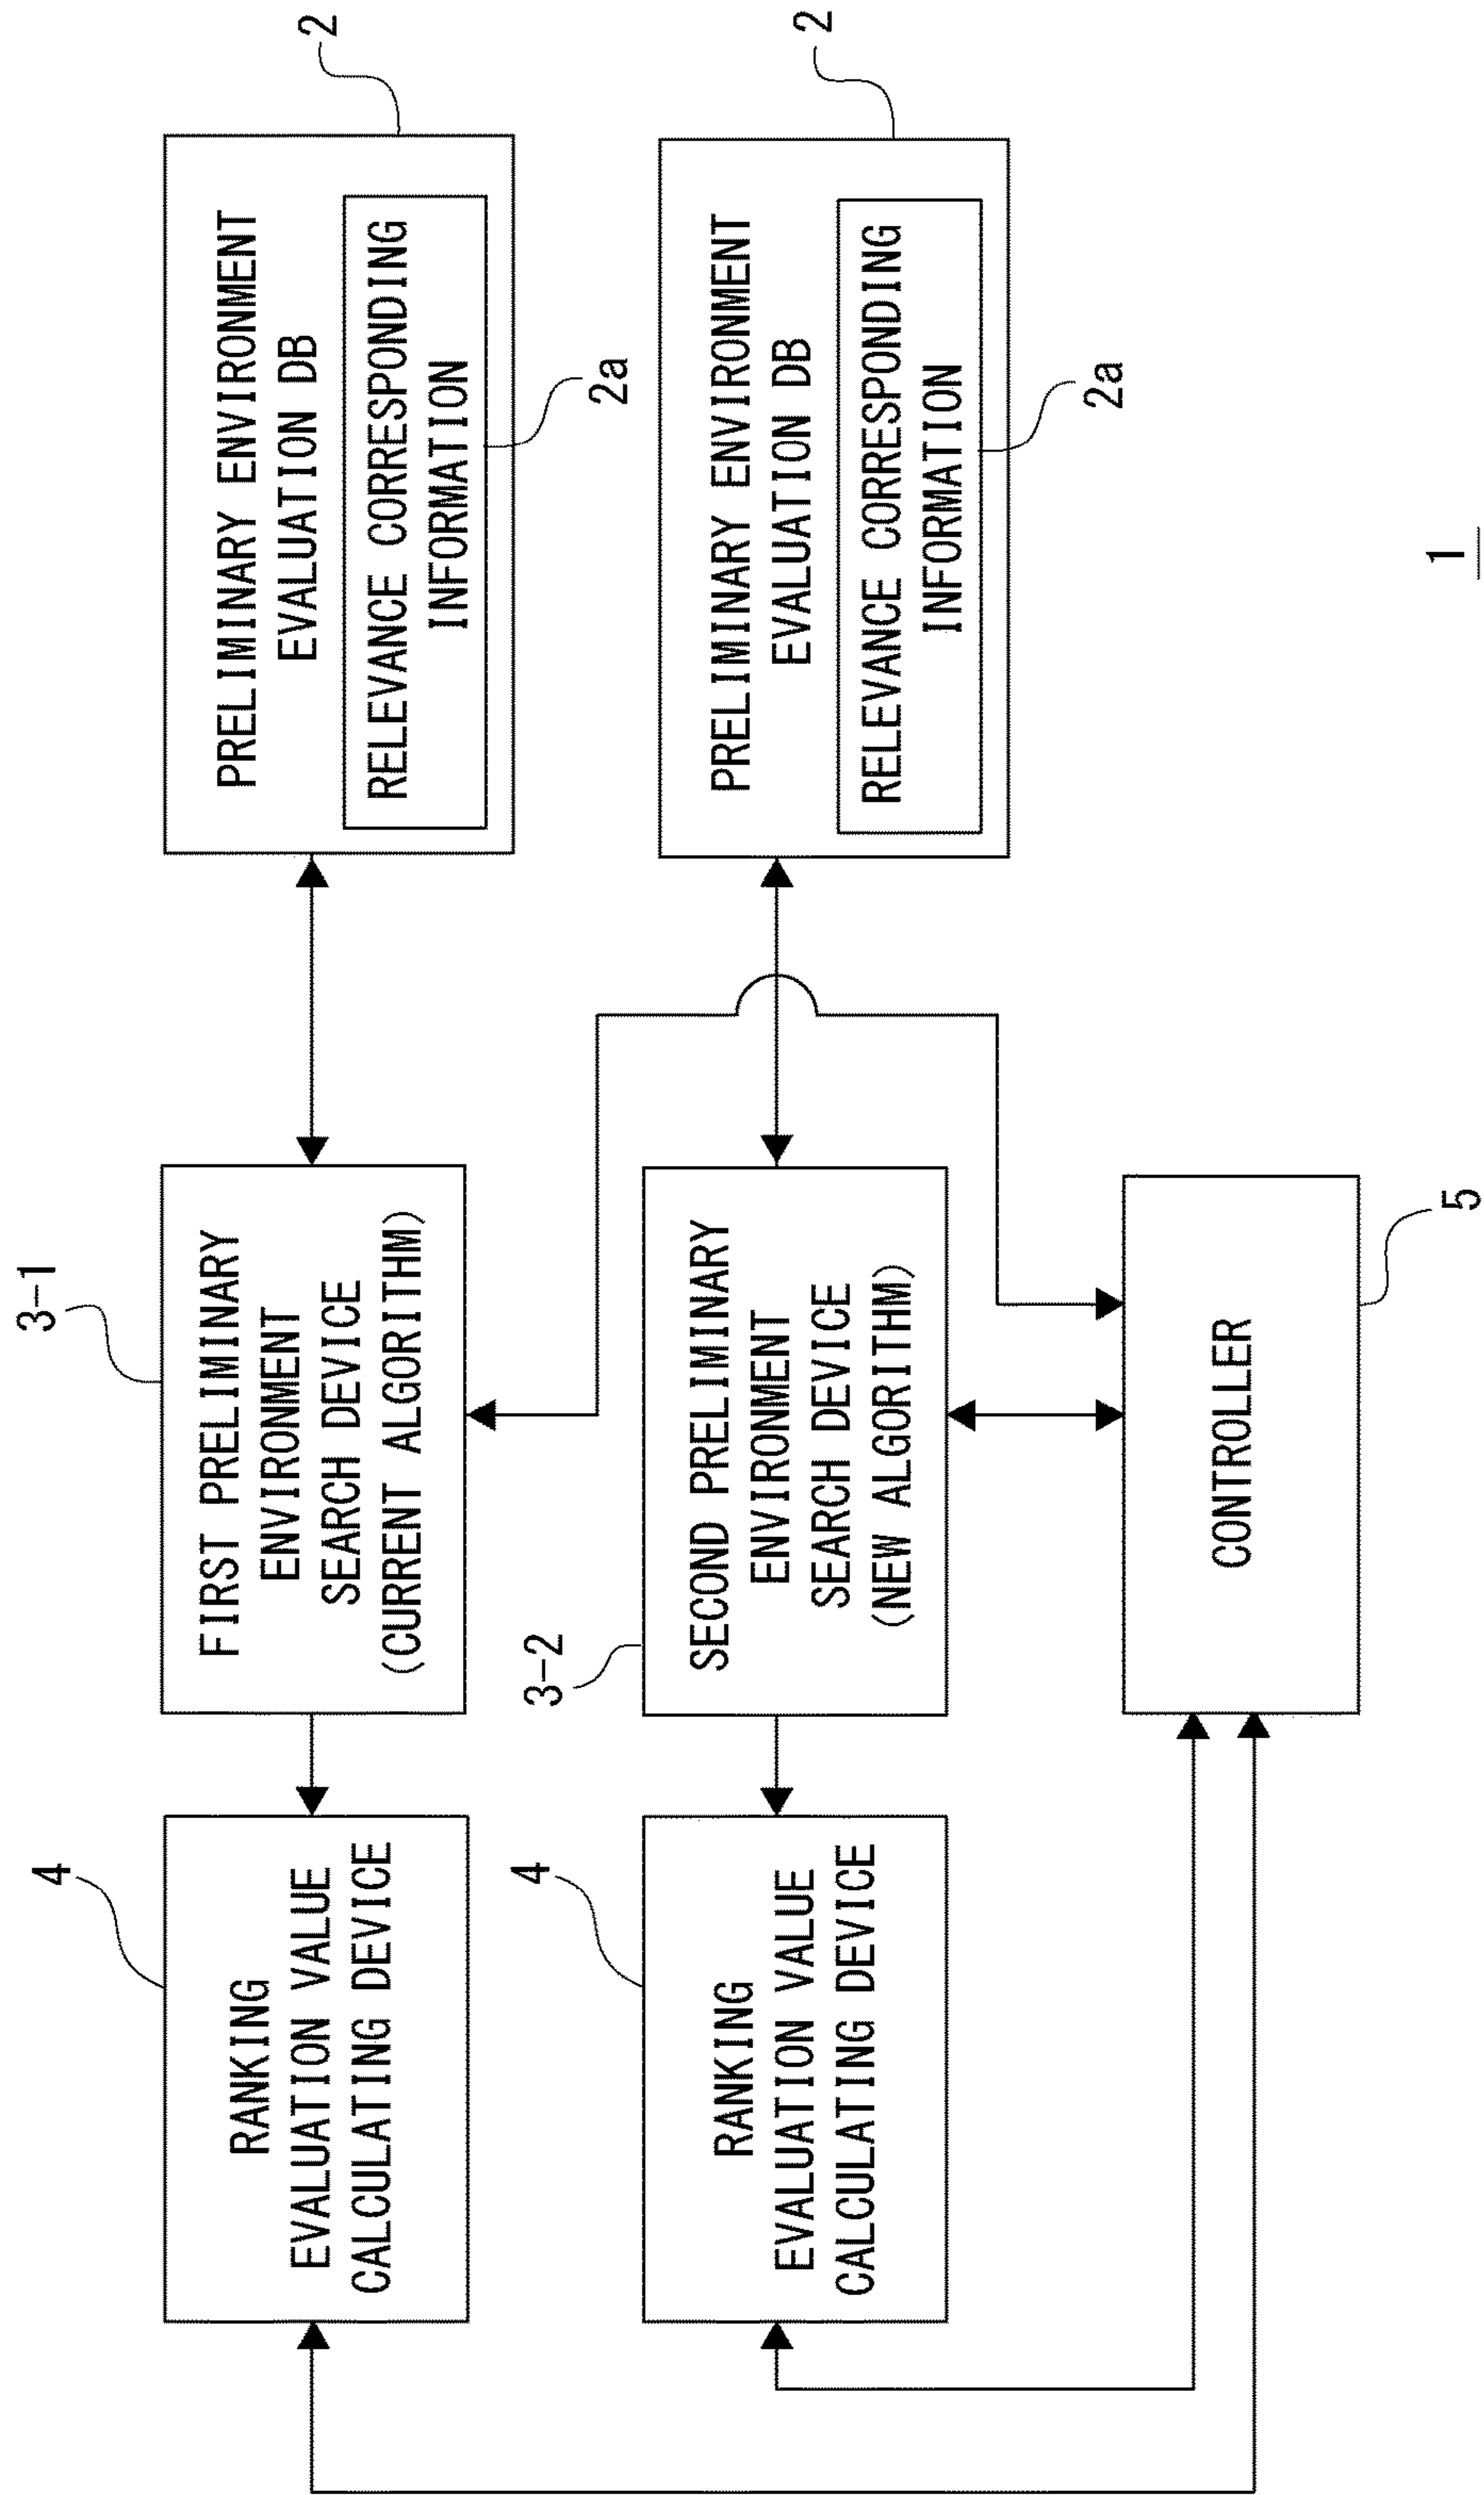 4
RANKING
EVALUATION VALUE
CALCULATING DEVICE
3-1
FIRST PRELIMINARY
ENVIRONMENT
SEARCH DEVICE
(CURRENT ALGORITHM)
2
PRELIMINARY ENVIRONMENT
EVALUATION DB
RELEVANCE CORRESPONDING
INFORMATION
2a
4
RANKING
EVALUATION VALUE
CALCULATING DEVICE
3-2
SECOND PRELIMINARY
ENVIRONMENT
SEARCH DEVICE
(NEW ALGORITHM)
2
PRELIMINARY ENVIRONMENT
EVALUATION DB
RELEVANCE CORRESPONDING
INFORMATION
2a
CONTROLLER
5
1